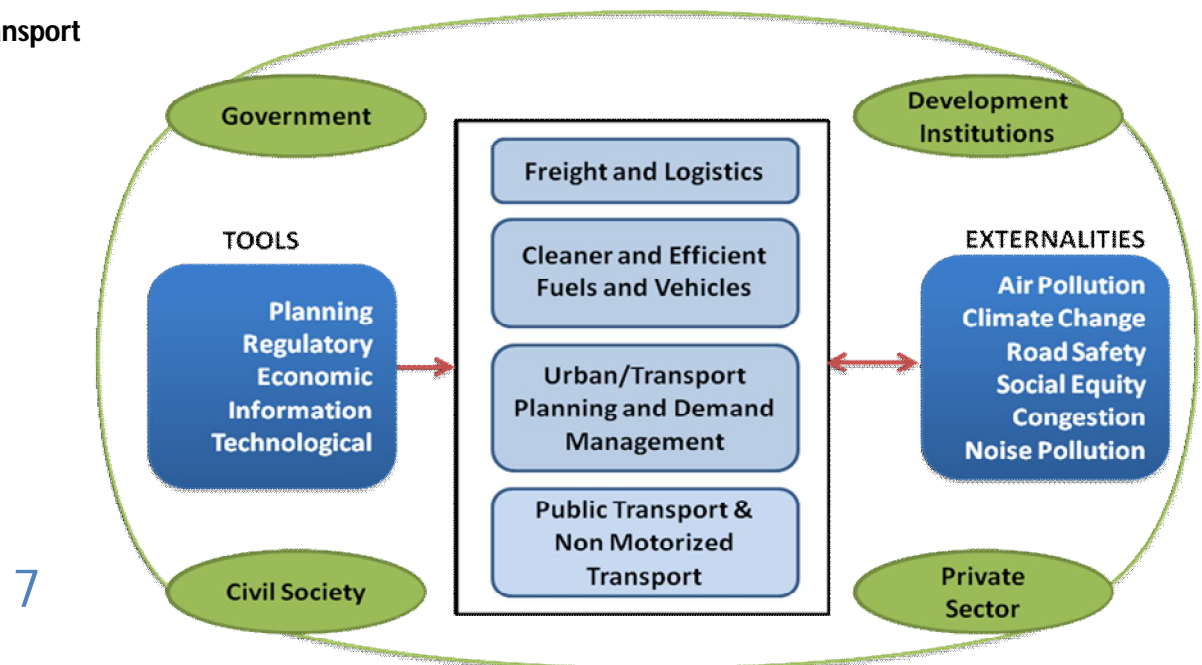 Government
Development
Institutions
TOOLS
Planning
Regulatory
Economic
Information
Technological
Freight and Logistics
Cleaner and Efficient
Fuels and Vehicles
Urban/Transport
Planning and Demand
Management
Public Transport &
Non Motorized
Transport
EXTERNALITIES
Air Pollution
Climate Change
Road Safety
Social Equity
Congestion
Noise Pollution
Civil Society
Private
Sector
7